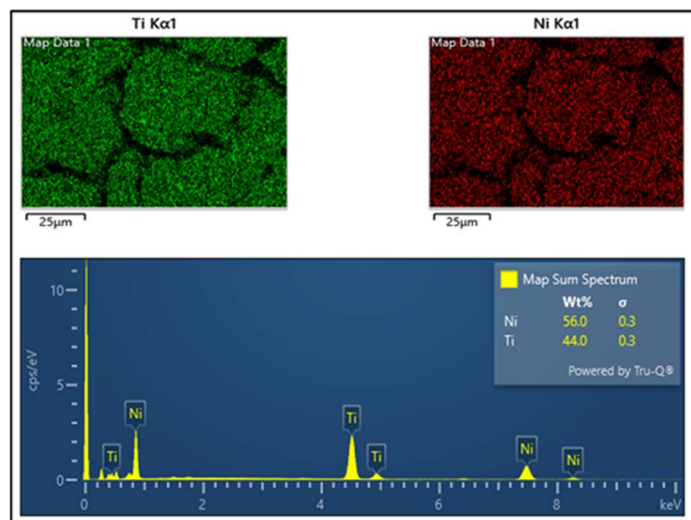 Ti Kα1
Ni Kα1
Map Data 1
Map Data 1
25µm
25µm
Map Sum Spectrum
Wt% σ
Ni 56.0 0.3
Ti 44.0 0.3
Powered by Tru-Q®
cps/eV
10
5
0
Ti
Ni
Ti
Ti
Ni
Ni
0 2 4 6 8 keV